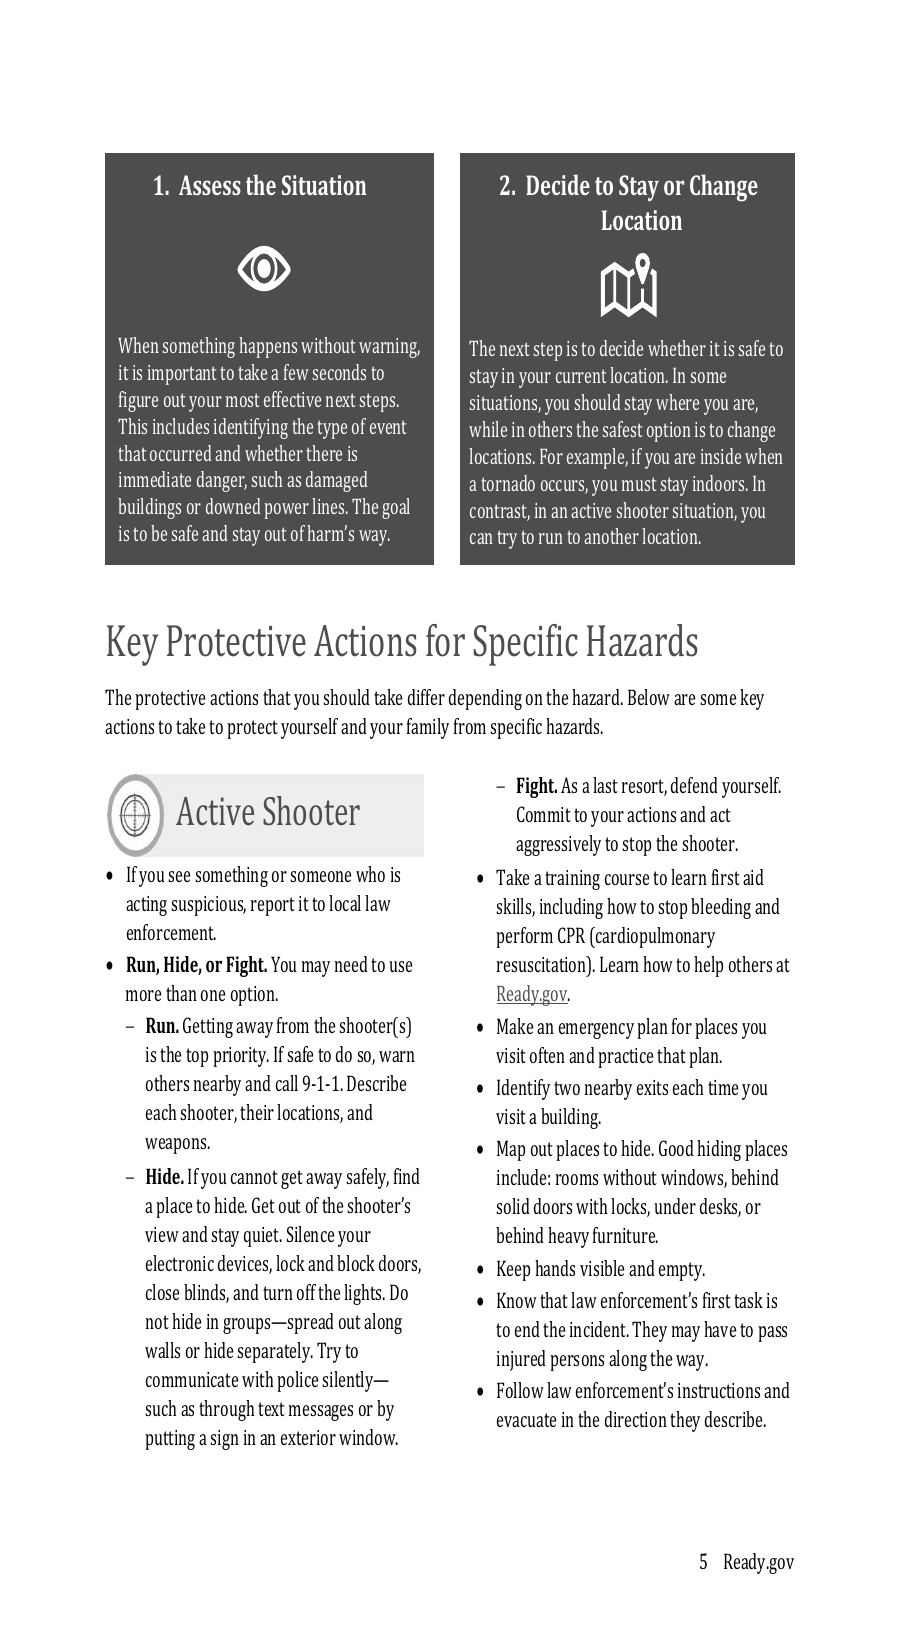 1. Assess the Situation
When something happens without warning,
it is important to take a few seconds to
figure out your most effective next steps.
This includes identifying the type of event
that occurred and whether there is
immediate danger, such as damaged
buildings or downed power lines. The goal
is to be safe and stay out of harm’s way.
2. Decide to Stay or Change
Location
The next step is to decide whether it is safe to
stay in your current location. In some
situations, you should stay where you are,
while in others the safest option is to change
locations. For example, if you are inside when
a tornado occurs, you must stay indoors. In
contrast, in an active shooter situation, you
can try to run to another location.
Key Protective Actions for Specific Hazards
The protective actions that you should take differ depending on the hazard. Below are some key
actions to take to protect yourself and your family from specific hazards.
Active Shooter
• If you see something or someone who is
acting suspicious, report it to local law
enforcement.
• Run, Hide, or Fight. You may need to use
more than one option.
– Run. Getting away from the shooter(s)
is the top priority. If safe to do so, warn
others nearby and call 9-1-1. Describe
each shooter, their locations, and
weapons.
– Hide. If you cannot get away safely, find
a place to hide. Get out of the shooter’s
view and stay quiet. Silence your
electronic devices, lock and block doors,
close blinds, and turn off the lights. Do
not hide in groups—spread out along
walls or hide separately. Try to
communicate with police silently—
such as through text messages or by
putting a sign in an exterior window.
– Fight. As a last resort, defend yourself.
Commit to your actions and act
aggressively to stop the shooter.
• Take a training course to learn first aid
skills, including how to stop bleeding and
perform CPR (cardiopulmonary
resuscitation). Learn how to help others at
Ready.gov.
• Make an emergency plan for places you
visit often and practice that plan.
• Identify two nearby exits each time you
visit a building.
• Map out places to hide. Good hiding places
include: rooms without windows, behind
solid doors with locks, under desks, or
behind heavy furniture.
• Keep hands visible and empty.
• Know that law enforcement’s first task is
to end the incident. They may have to pass
injured persons along the way.
• Follow law enforcement’s instructions and
evacuate in the direction they describe.
5 Ready.gov